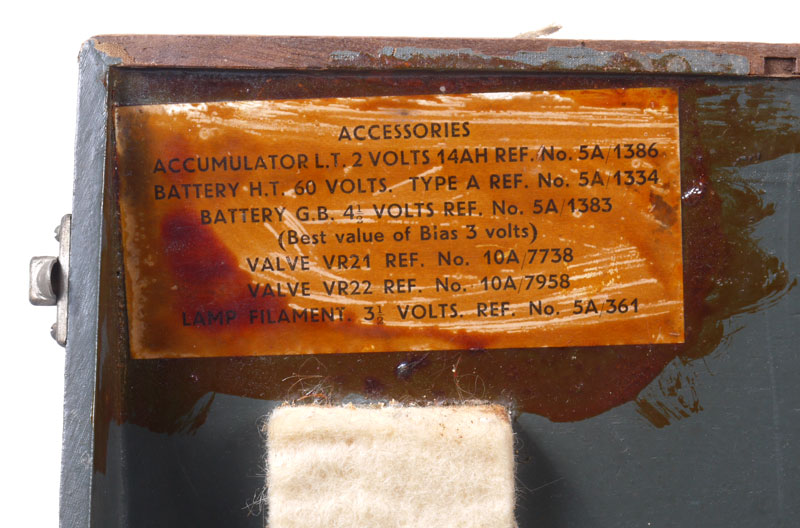 ACCESSORIES
ACCUMULATOR L.T. 2 VOLTS 14AH REF. No. 5A/1386
BATTERY H.T. 60 VOLTS. TYPE A REF. No. 5A/1334
BATTERY G.B. 4½ VOLTS REF. No. 5A/1383
(Best value of Bias 3 volts)
VALVE VR21 REF. No. 10A/7738
VALVE VR22 REF. No. 10A/7958
LAMP FILAMENT. 3½ VOLTS. REF. No. 5A/361